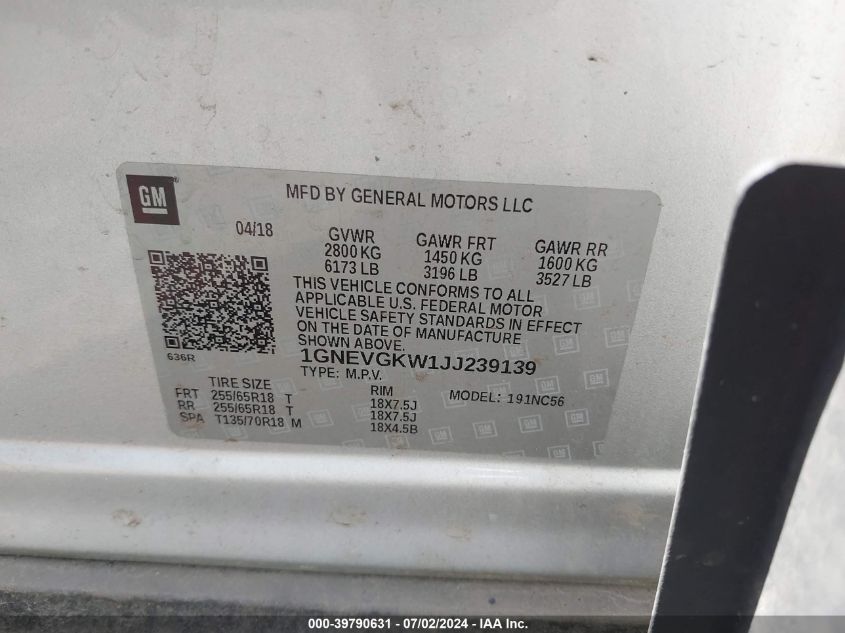 GM
MFD BY GENERAL MOTORS LLC
04/18
GVWR GAWR FRT GAWR RR
2800 KG 1450 KG 1600 KG
6173 LB 3196 LB 3527 LB
THIS VEHICLE CONFORMS TO ALL
APPLICABLE U.S. FEDERAL MOTOR
VEHICLE SAFETY STANDARDS IN EFFECT
ON THE DATE OF MANUFACTURE
SHOWN ABOVE.
636R
1GNEVGKW1JJ239139
TYPE: M.P.V.
MODEL: 191NC56
TIRE SIZE RIM
FRT 255/65R18 T 18X7.5J
RR 255/65R18 T 18X7.5J
SPA T135/70R18 M 18X4.5B
000-39790631 - 07/02/2024 - IAA Inc.